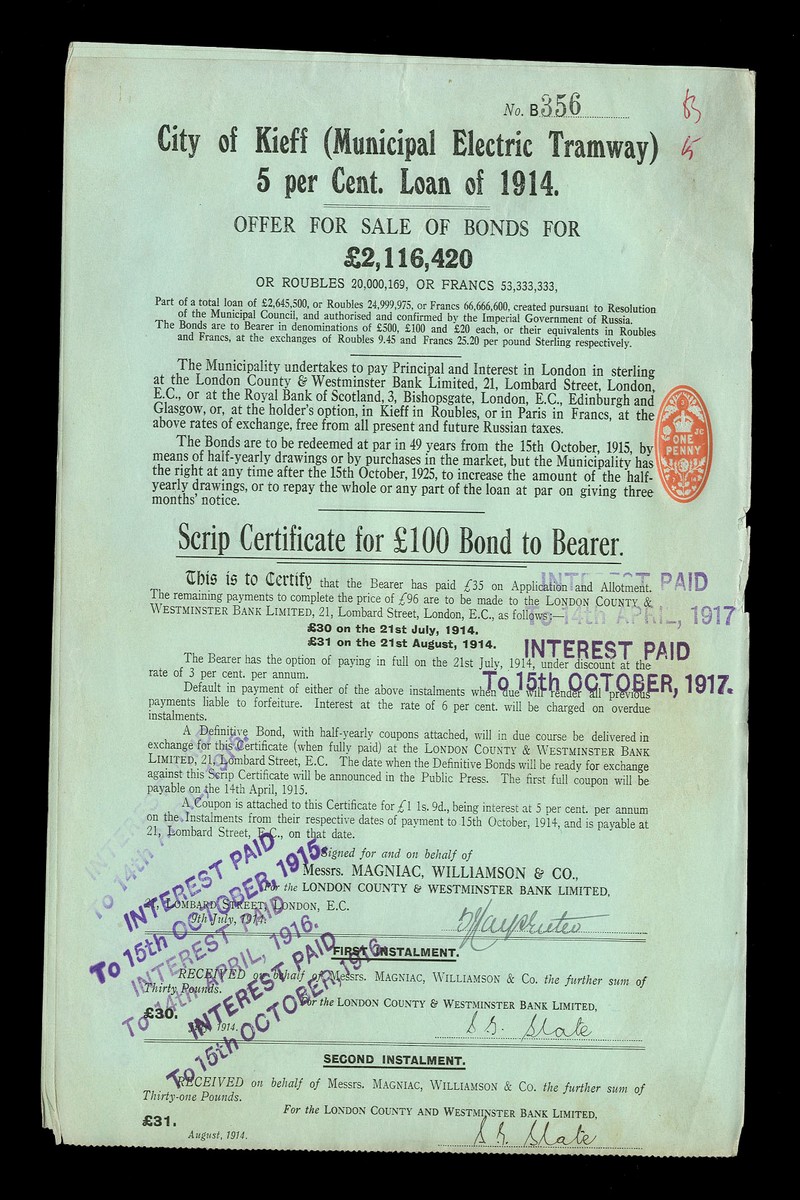 No. B 356
City of Kieff (Municipal Electric Tramway)
5 per Cent. Loan of 1914.
OFFER FOR SALE OF BONDS FOR
£2,116,420
OR ROUBLES 20,000,169, OR FRANCS 53,333,333,
Part of a total loan of £2,645,500, or Roubles 24,999,975, or Francs 66,666,600, created pursuant to Resolution
of the Municipal Council, and authorised and confirmed by the Imperial Government of Russia.
The Bonds are to Bearer in denominations of £500, £100 and £20 each, or their equivalents in Roubles
and Francs, at the exchanges of Roubles 9.45 and Francs 25.20 per pound Sterling respectively.
The Municipality undertakes to pay Principal and Interest in London in sterling
at the London County & Westminster Bank Limited, 21, Lombard Street, London,
E.C., or at the Royal Bank of Scotland, 3, Bishopsgate, London, E.C., Edinburgh and
Glasgow, or, at the holder's option, in Kieff in Roubles, or in Paris in Francs, at the
above rates of exchange, free from all present and future Russian taxes.
The Bonds are to be redeemed at par in 49 years from the 15th October, 1915, by
means of half-yearly drawings or by purchases in the market, but the Municipality has
the right at any time after the 15th October, 1925, to increase the amount of the half-
yearly drawings, or to repay the whole or any part of the loan at par on giving three
months' notice.
ONE
PENNY
Scrip Certificate for £100 Bond to Bearer.
This is to Certify that the Bearer has paid £35 on Application and Allotment.
The remaining payments to complete the price of £96 are to be made to the LONDON COUNTY &
WESTMINSTER BANK LIMITED, 21, Lombard Street, London, E.C., as follows:—
INTEREST PAID
To 14th APRIL, 1917
£30 on the 21st July, 1914.
£31 on the 21st August, 1914.
INTEREST PAID
To 15th OCTOBER, 1917.
The Bearer has the option of paying in full on the 21st July, 1914, under discount at the
rate of 3 per cent. per annum.
Default in payment of either of the above instalments when due will render all previous
payments liable to forfeiture. Interest at the rate of 6 per cent. will be charged on overdue
instalments.
A Definitive Bond, with half-yearly coupons attached, will in due course be delivered in
exchange for this Certificate (when fully paid) at the LONDON COUNTY & WESTMINSTER BANK
LIMITED, 21, Lombard Street, E.C. The date when the Definitive Bonds will be ready for exchange
against this Scrip Certificate will be announced in the Public Press. The first full coupon will be
payable on the 14th April, 1915.
A Coupon is attached to this Certificate for £1 1s. 9d., being interest at 5 per cent. per annum
on the Instalments from their respective dates of payment to 15th October, 1914, and is payable at
21, Lombard Street, E.C., on that date.
Signed for and on behalf of
Messrs. MAGNIAC, WILLIAMSON & CO.,
For the LONDON COUNTY & WESTMINSTER BANK LIMITED,
LOMBARD STREET, LONDON, E.C.
9th July, 1914.
INTEREST PAID
To 14th
INTEREST PAID
To 15th OCTOBER, 1915.
INTEREST PAID
To 14th APRIL, 1916.
INTEREST PAID
To 15th OCTOBER, 1916.
FIRST INSTALMENT.
RECEIVED on behalf of Messrs. MAGNIAC, WILLIAMSON & Co. the further sum of
Thirty Pounds.
For the LONDON COUNTY & WESTMINSTER BANK LIMITED,
£30.
1914.
S G. Slate
SECOND INSTALMENT.
RECEIVED on behalf of Messrs. MAGNIAC, WILLIAMSON & Co. the further sum of
Thirty-one Pounds.
For the LONDON COUNTY AND WESTMINSTER BANK LIMITED,
£31.
August, 1914.
S G. Slate